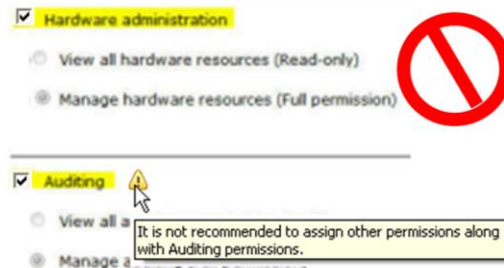 Hardware administration
View all hardware resources (Read-only)
Manage hardware resources (Full permission)
Auditing
View all a
It is not recommended to assign other permissions along
with Auditing permissions.
Manage a